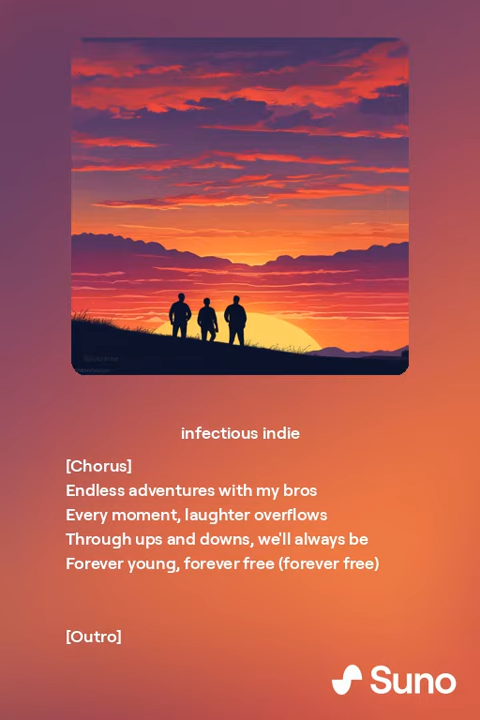 infectious indie
[Chorus]
Endless adventures with my bros
Every moment, laughter overflows
Through ups and downs, we'll always be
Forever young, forever free (forever free)
[Outro]
Suno